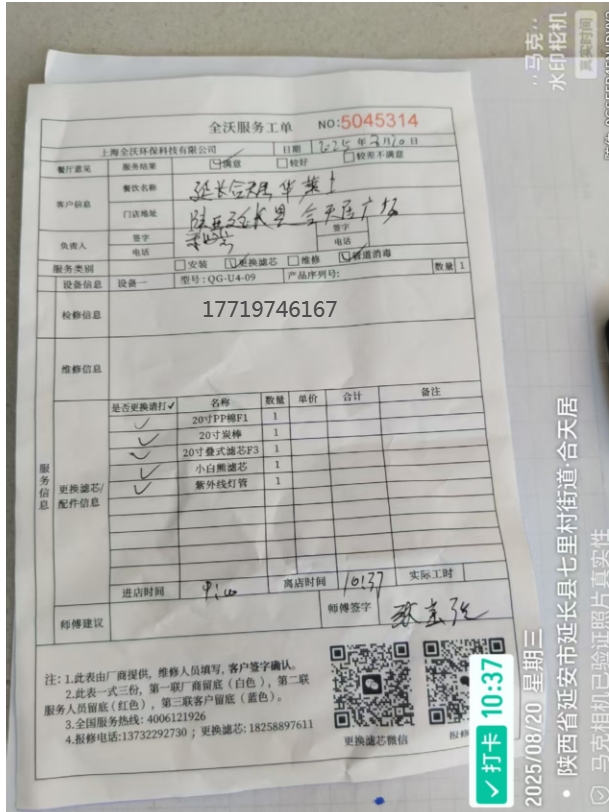 全沃服务工单 NO:5045314
上海全沃环保科技有限公司 日期 2025年8月20日
餐厅意见 服务结果 满意 较好 较差不满意
客户信息 餐饮名称 延长合天居华莱士
门店地址 陕西延长县合天居广场
负责人 签字 签字
电话 电话
服务类别 安装 更换滤芯 维修 管道消毒
设备信息 设备一 型号:QG-U4-09 产品序列号: 数量 1
检修信息 17719746167
维修信息
服务信息
更换滤芯/配件信息
是否更换请打✓ 名称 数量 单价 合计 备注
✓ 20寸PP棉F1 1
✓ 20寸炭棒 1
✓ 20寸叠式滤芯F3 1
✓ 小白熊滤芯 1
✓ 紫外线灯管 1
进店时间 离店时间 10:37 实际工时
师傅建议 师傅签字
注:1.此表由厂商提供,维修人员填写,客户签字确认。
2.此表一式三份,第一联厂商留底(白色),第二联
服务人员留底(红色),第三联客户留底(蓝色)。
3.全国服务热线:4006121926
4.报修电话:13732292730;更换滤芯:18258897611
更换滤芯微信
报修
✓打卡 10:37
2025/08/20 星期三
陕西省延安市延长县七里村街道·合天居
马克相机已验证照片真实性
马克
水印相机
真实时间